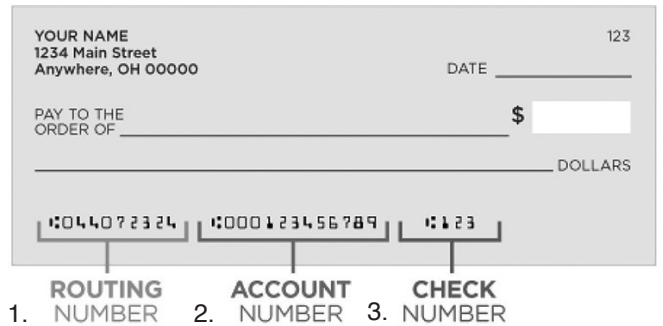 YOUR NAME 123
1234 Main Street
Anywhere, OH 00000 DATE
PAY TO THE
ORDER OF $
DOLLARS
⑆044072324 ⑆000123456789 ⑆123
ROUTING ACCOUNT CHECK
1. NUMBER 2. NUMBER 3. NUMBER